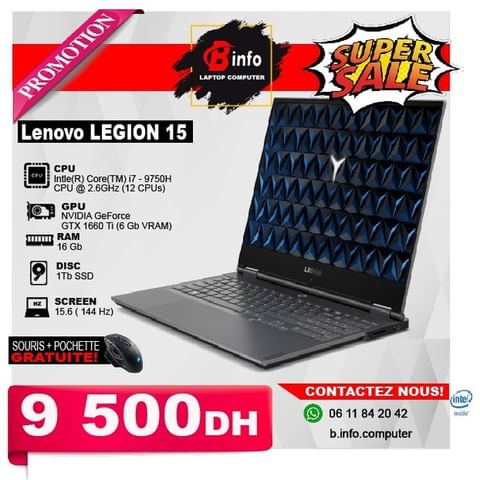 PROMOTION
B info
LAPTOP COMPUTER
SUPER
SALE
Lenovo LEGION 15
CPU
Intle(R) Core(TM) i7 - 9750H
CPU @ 2.6GHz (12 CPUs)
GPU
NVIDIA GeForce
GTX 1660 Ti (6 Gb VRAM)
RAM
16 Gb
DISC
1Tb SSD
HZ
SCREEN
15.6 ( 144 Hz)
LEGION
SOURIS + POCHETTE
GRATUITE!
9 500DH
CONTACTEZ NOUS!
06 11 84 20 42
b.info.computer
intel
inside